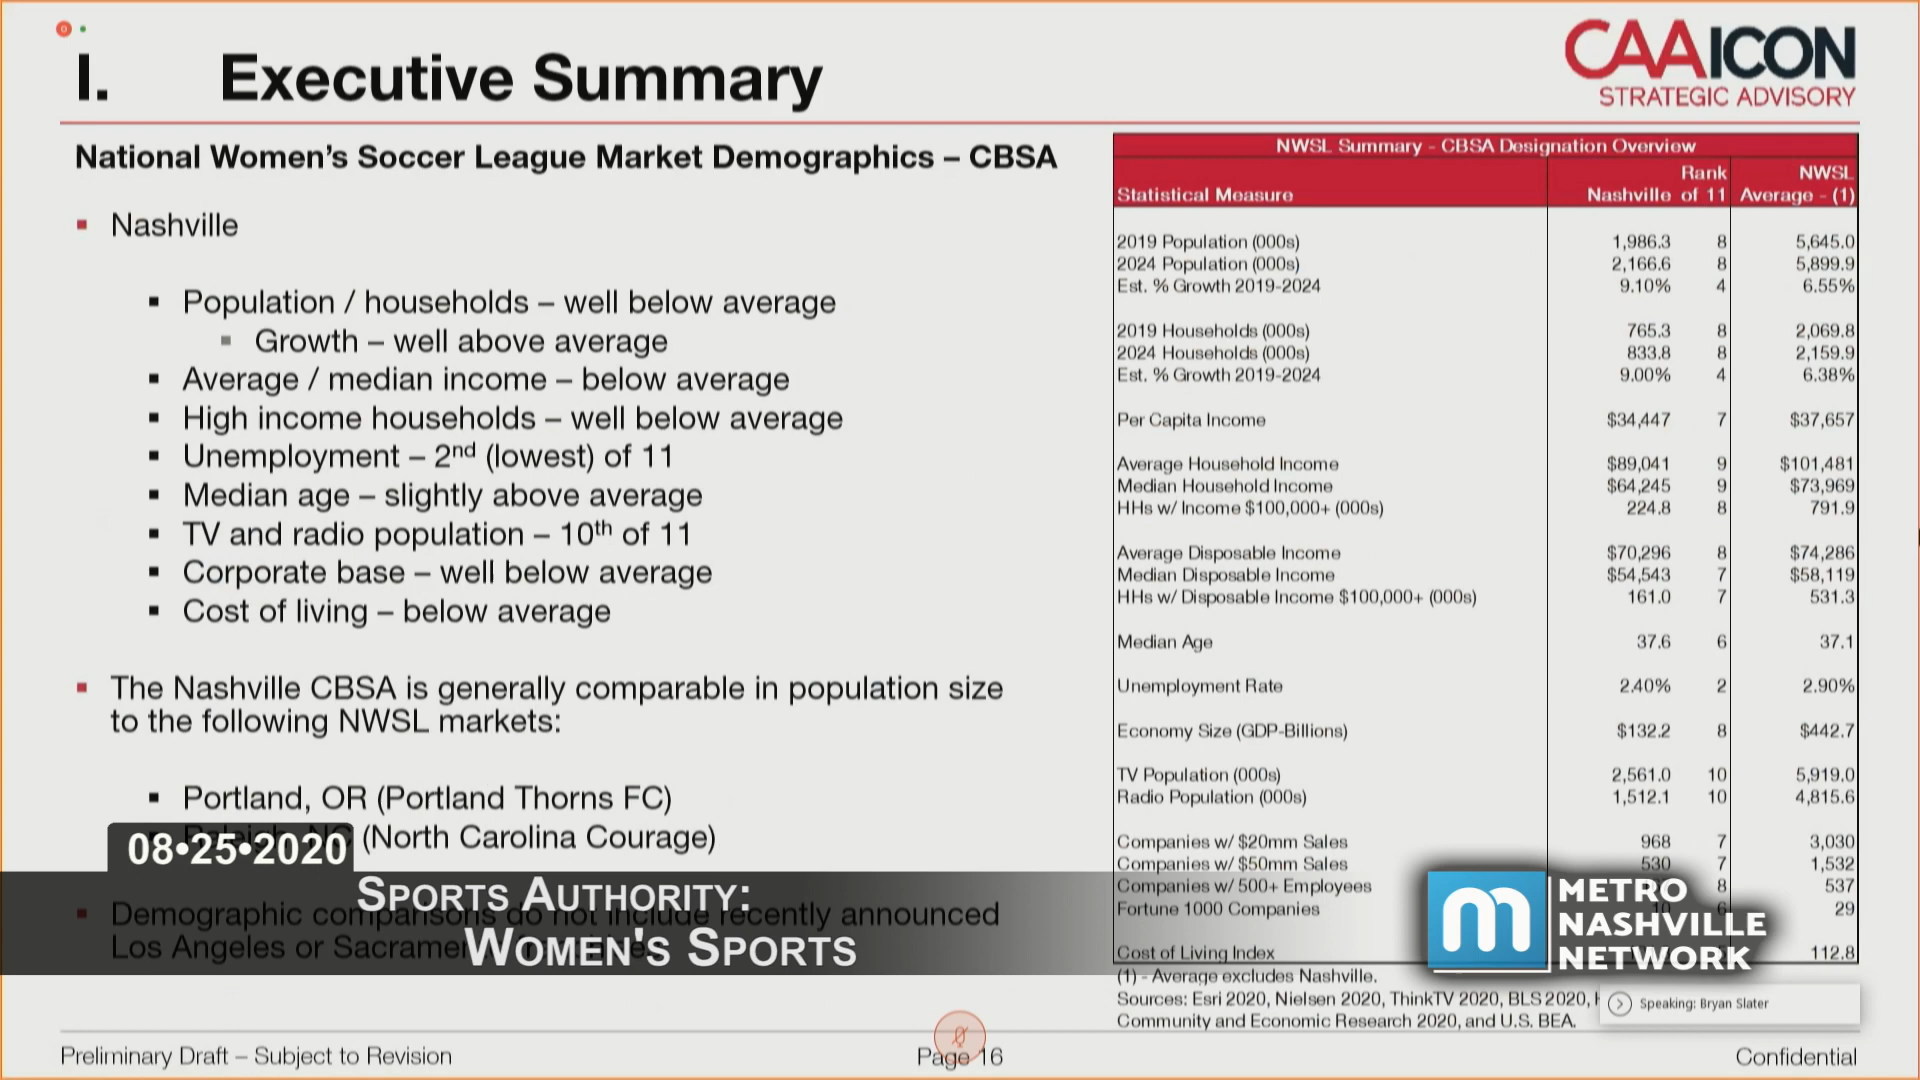 I. Executive Summary
CAAICON
STRATEGIC ADVISORY
National Women's Soccer League Market Demographics – CBSA
▪ Nashville
▪ Population / households – well below average
▪ Growth – well above average
▪ Average / median income – below average
▪ High income households – well below average
▪ Unemployment – 2nd (lowest) of 11
▪ Median age – slightly above average
▪ TV and radio population – 10th of 11
▪ Corporate base – well below average
▪ Cost of living – below average
▪ The Nashville CBSA is generally comparable in population size
to the following NWSL markets:
▪ Portland, OR (Portland Thorns FC)
Raleigh, NC (North Carolina Courage)
▪ Demographic comparisons do not include recently announced
Los Angeles or
NWSL Summary - CBSA Designation Overview
Rank NWSL
Statistical Measure Nashville of 11 Average - (1)
2019 Population (000s) 1,986.3 8 5,645.0
2024 Population (000s) 2,166.6 8 5,899.9
Est. % Growth 2019-2024 9.10% 4 6.55%
2019 Households (000s) 765.3 8 2,069.8
2024 Households (000s) 833.8 8 2,159.9
Est. % Growth 2019-2024 9.00% 4 6.38%
Per Capita Income $34,447 7 $37,657
Average Household Income $89,041 9 $101,481
Median Household Income $64,245 9 $73,969
HHs w/ Income $100,000+ (000s) 224.8 8 791.9
Average Disposable Income $70,296 8 $74,286
Median Disposable Income $54,543 7 $58,119
HHs w/ Disposable Income $100,000+ (000s) 161.0 7 531.3
Median Age 37.6 6 37.1
Unemployment Rate 2.40% 2 2.90%
Economy Size (GDP-Billions) $132.2 8 $442.7
TV Population (000s) 2,561.0 10 5,919.0
Radio Population (000s) 1,512.1 10 4,815.6
Companies w/ $20mm Sales 968 7 3,030
Companies w/ $50mm Sales 530 7 1,532
Companies w/ 500+ Employees 8 537
Fortune 1000 Companies 10 6 29
Cost of Living Index 112.8
(1) - Average excludes Nashville.
Sources: Esri 2020, Nielsen 2020, ThinkTV 2020, BLS 2020,
Community and Economic Research 2020, and U.S. BEA.
08•25•2020
SPORTS AUTHORITY:
WOMEN'S SPORTS
m METRO
NASHVILLE
NETWORK
Speaking: Bryan Slater
Preliminary Draft – Subject to Revision
Page 16
Confidential